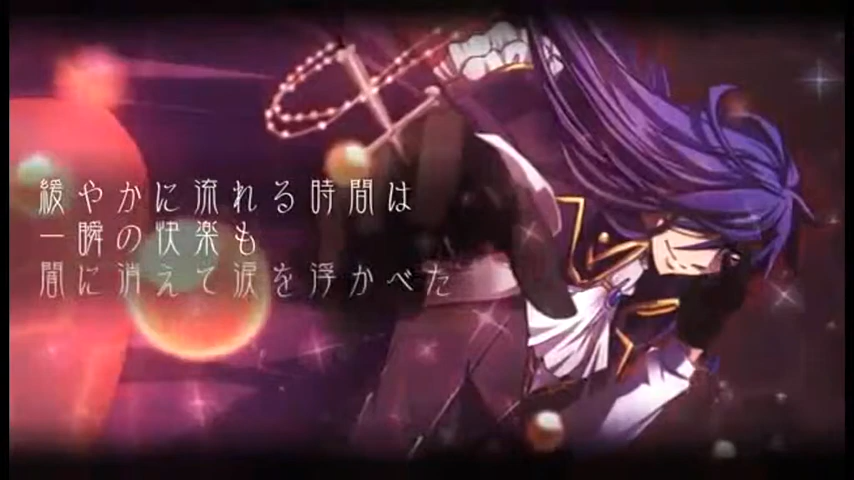 緩やかに流れる時間は
一瞬の快楽も
闇に消えて涙を浮かべた